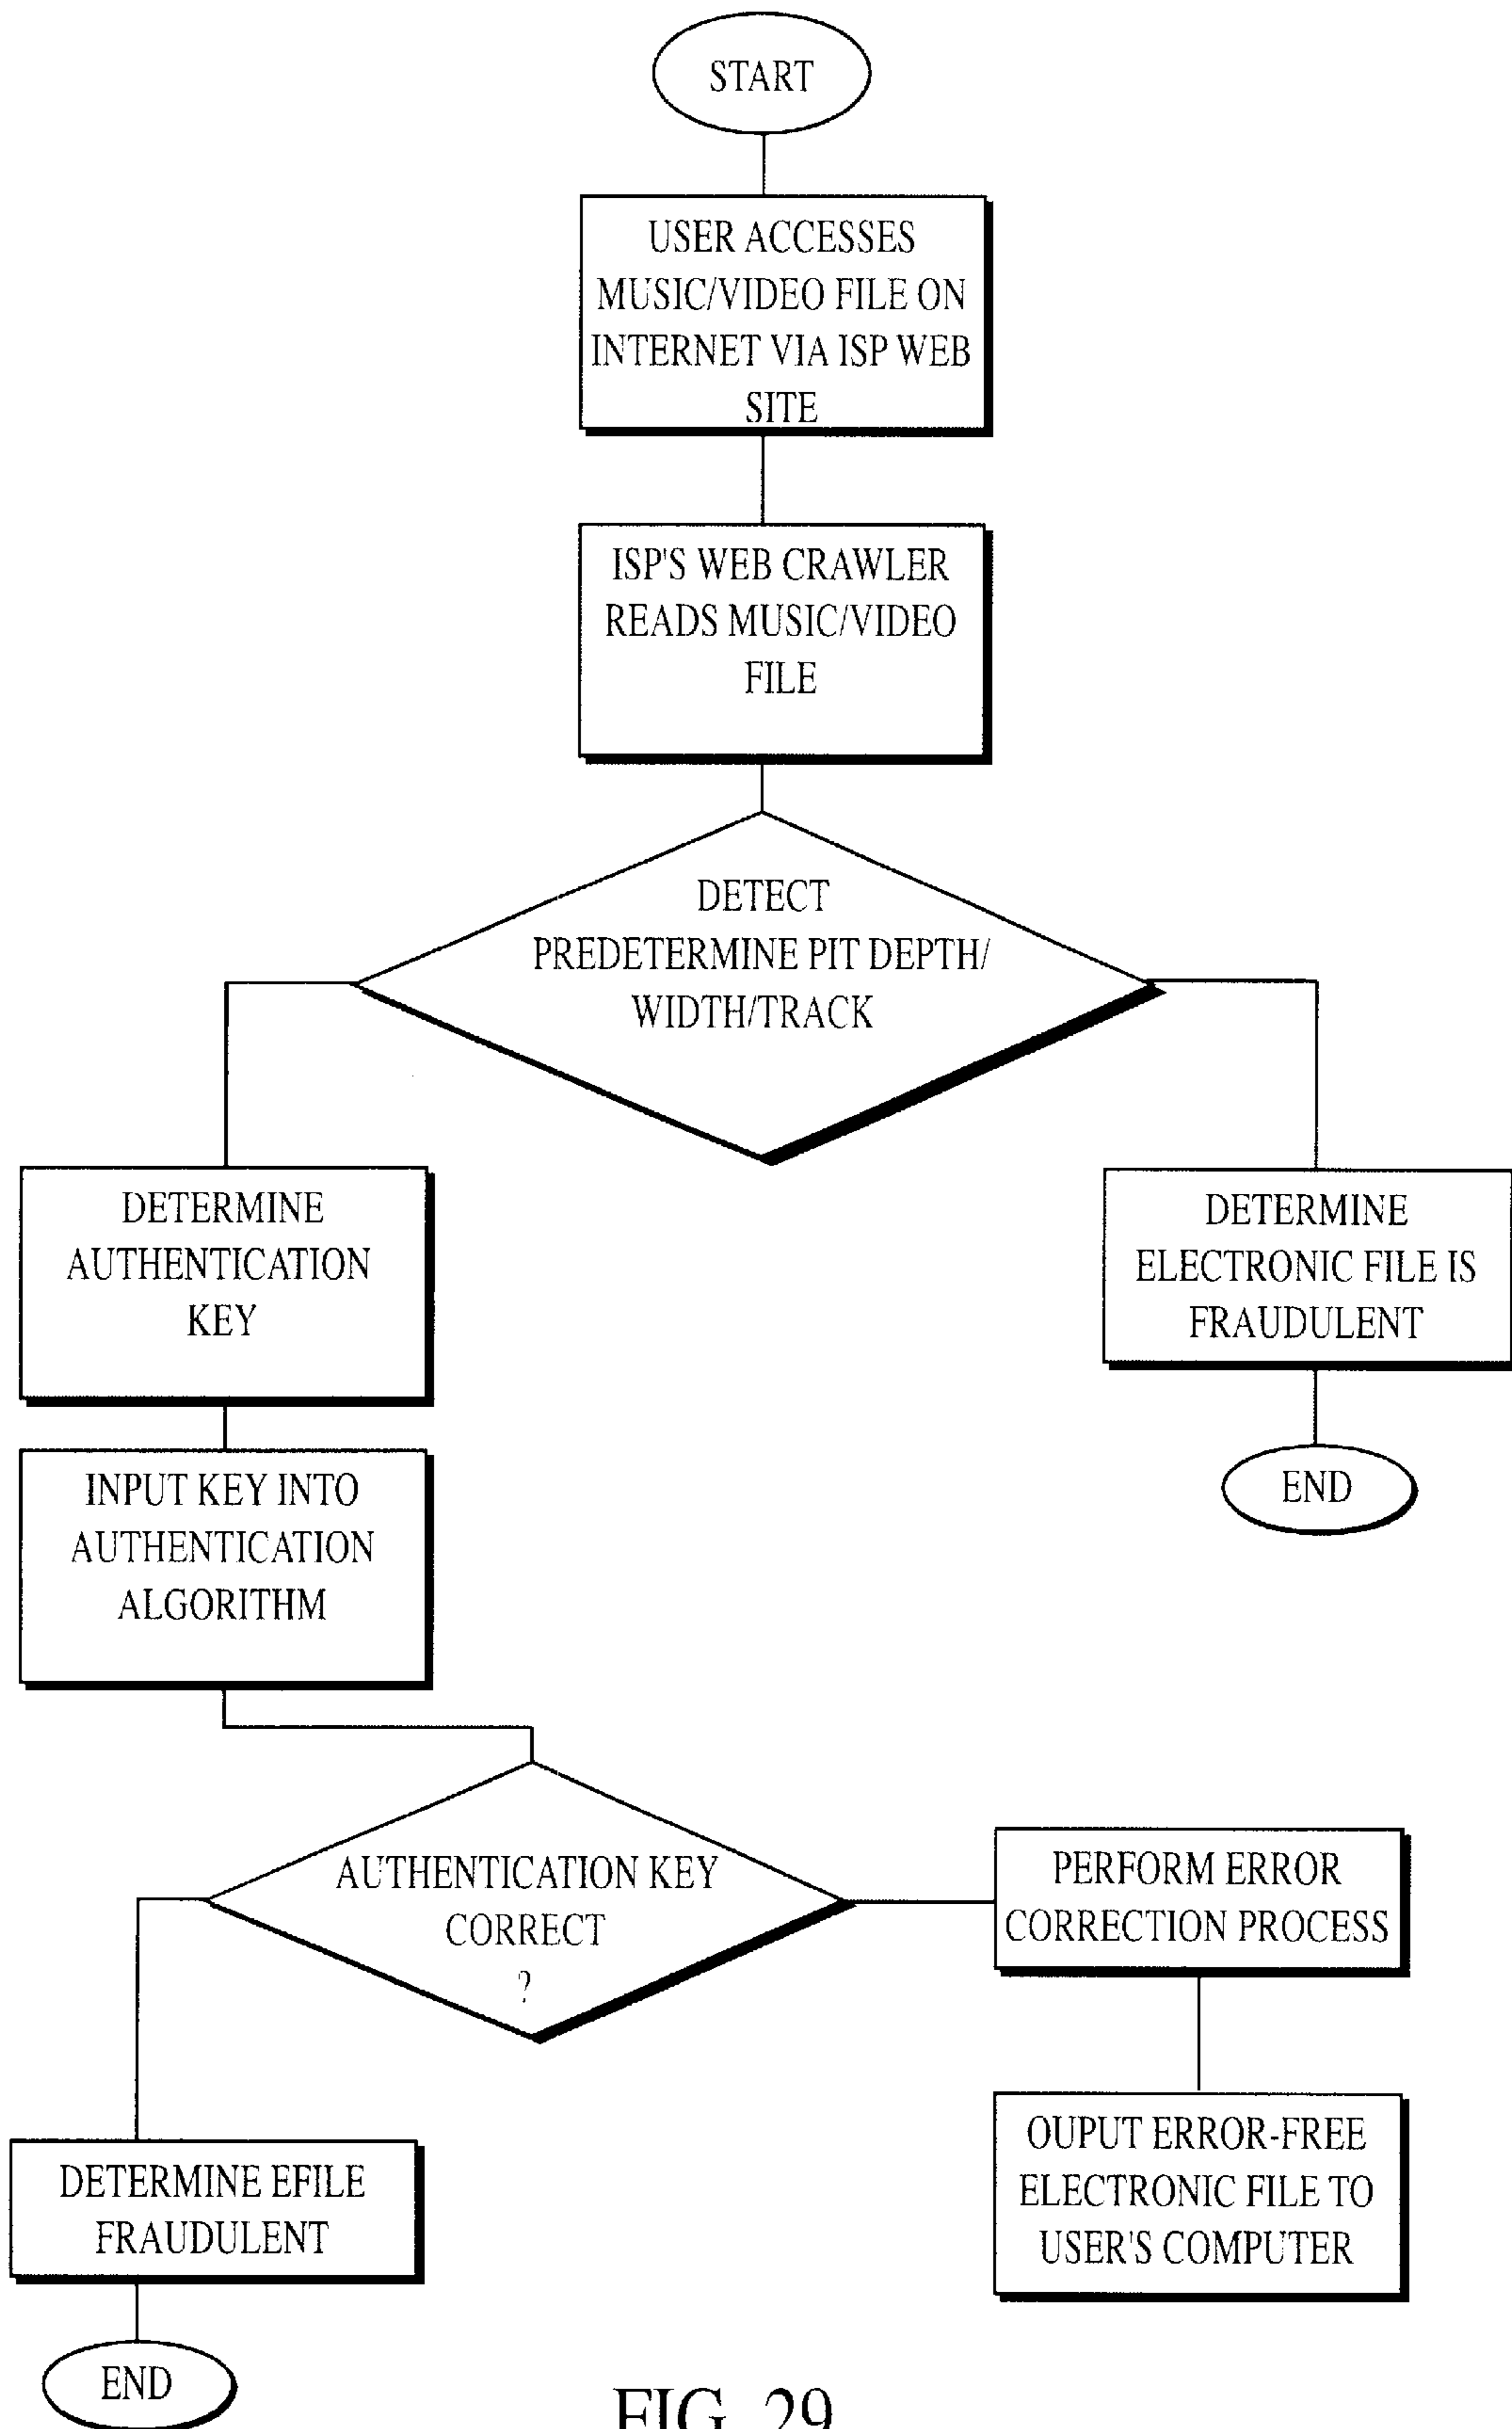 START
USER ACCESSES
MUSIC/VIDEO FILE ON
INTERNET VIA ISP WEB
SITE
ISP'S WEB CRAWLER
READS MUSIC/VIDEO
FILE
DETECT
PREDETERMINE PIT DEPTH/
WIDTH/TRACK
DETERMINE
AUTHENTICATION
KEY
DETERMINE
ELECTRONIC FILE IS
FRAUDULENT
END
INPUT KEY INTO
AUTHENTICATION
ALGORITHM
AUTHENTICATION KEY
CORRECT
?
PERFORM ERROR
CORRECTION PROCESS
OUPUT ERROR-FREE
ELECTRONIC FILE TO
USER'S COMPUTER
DETERMINE EFILE
FRAUDULENT
END
FIG. 29